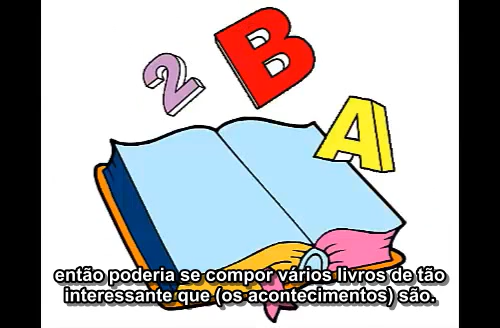 2 B
A
então poderia se compor vários livros de tão
interessante que (os acontecimentos) são.